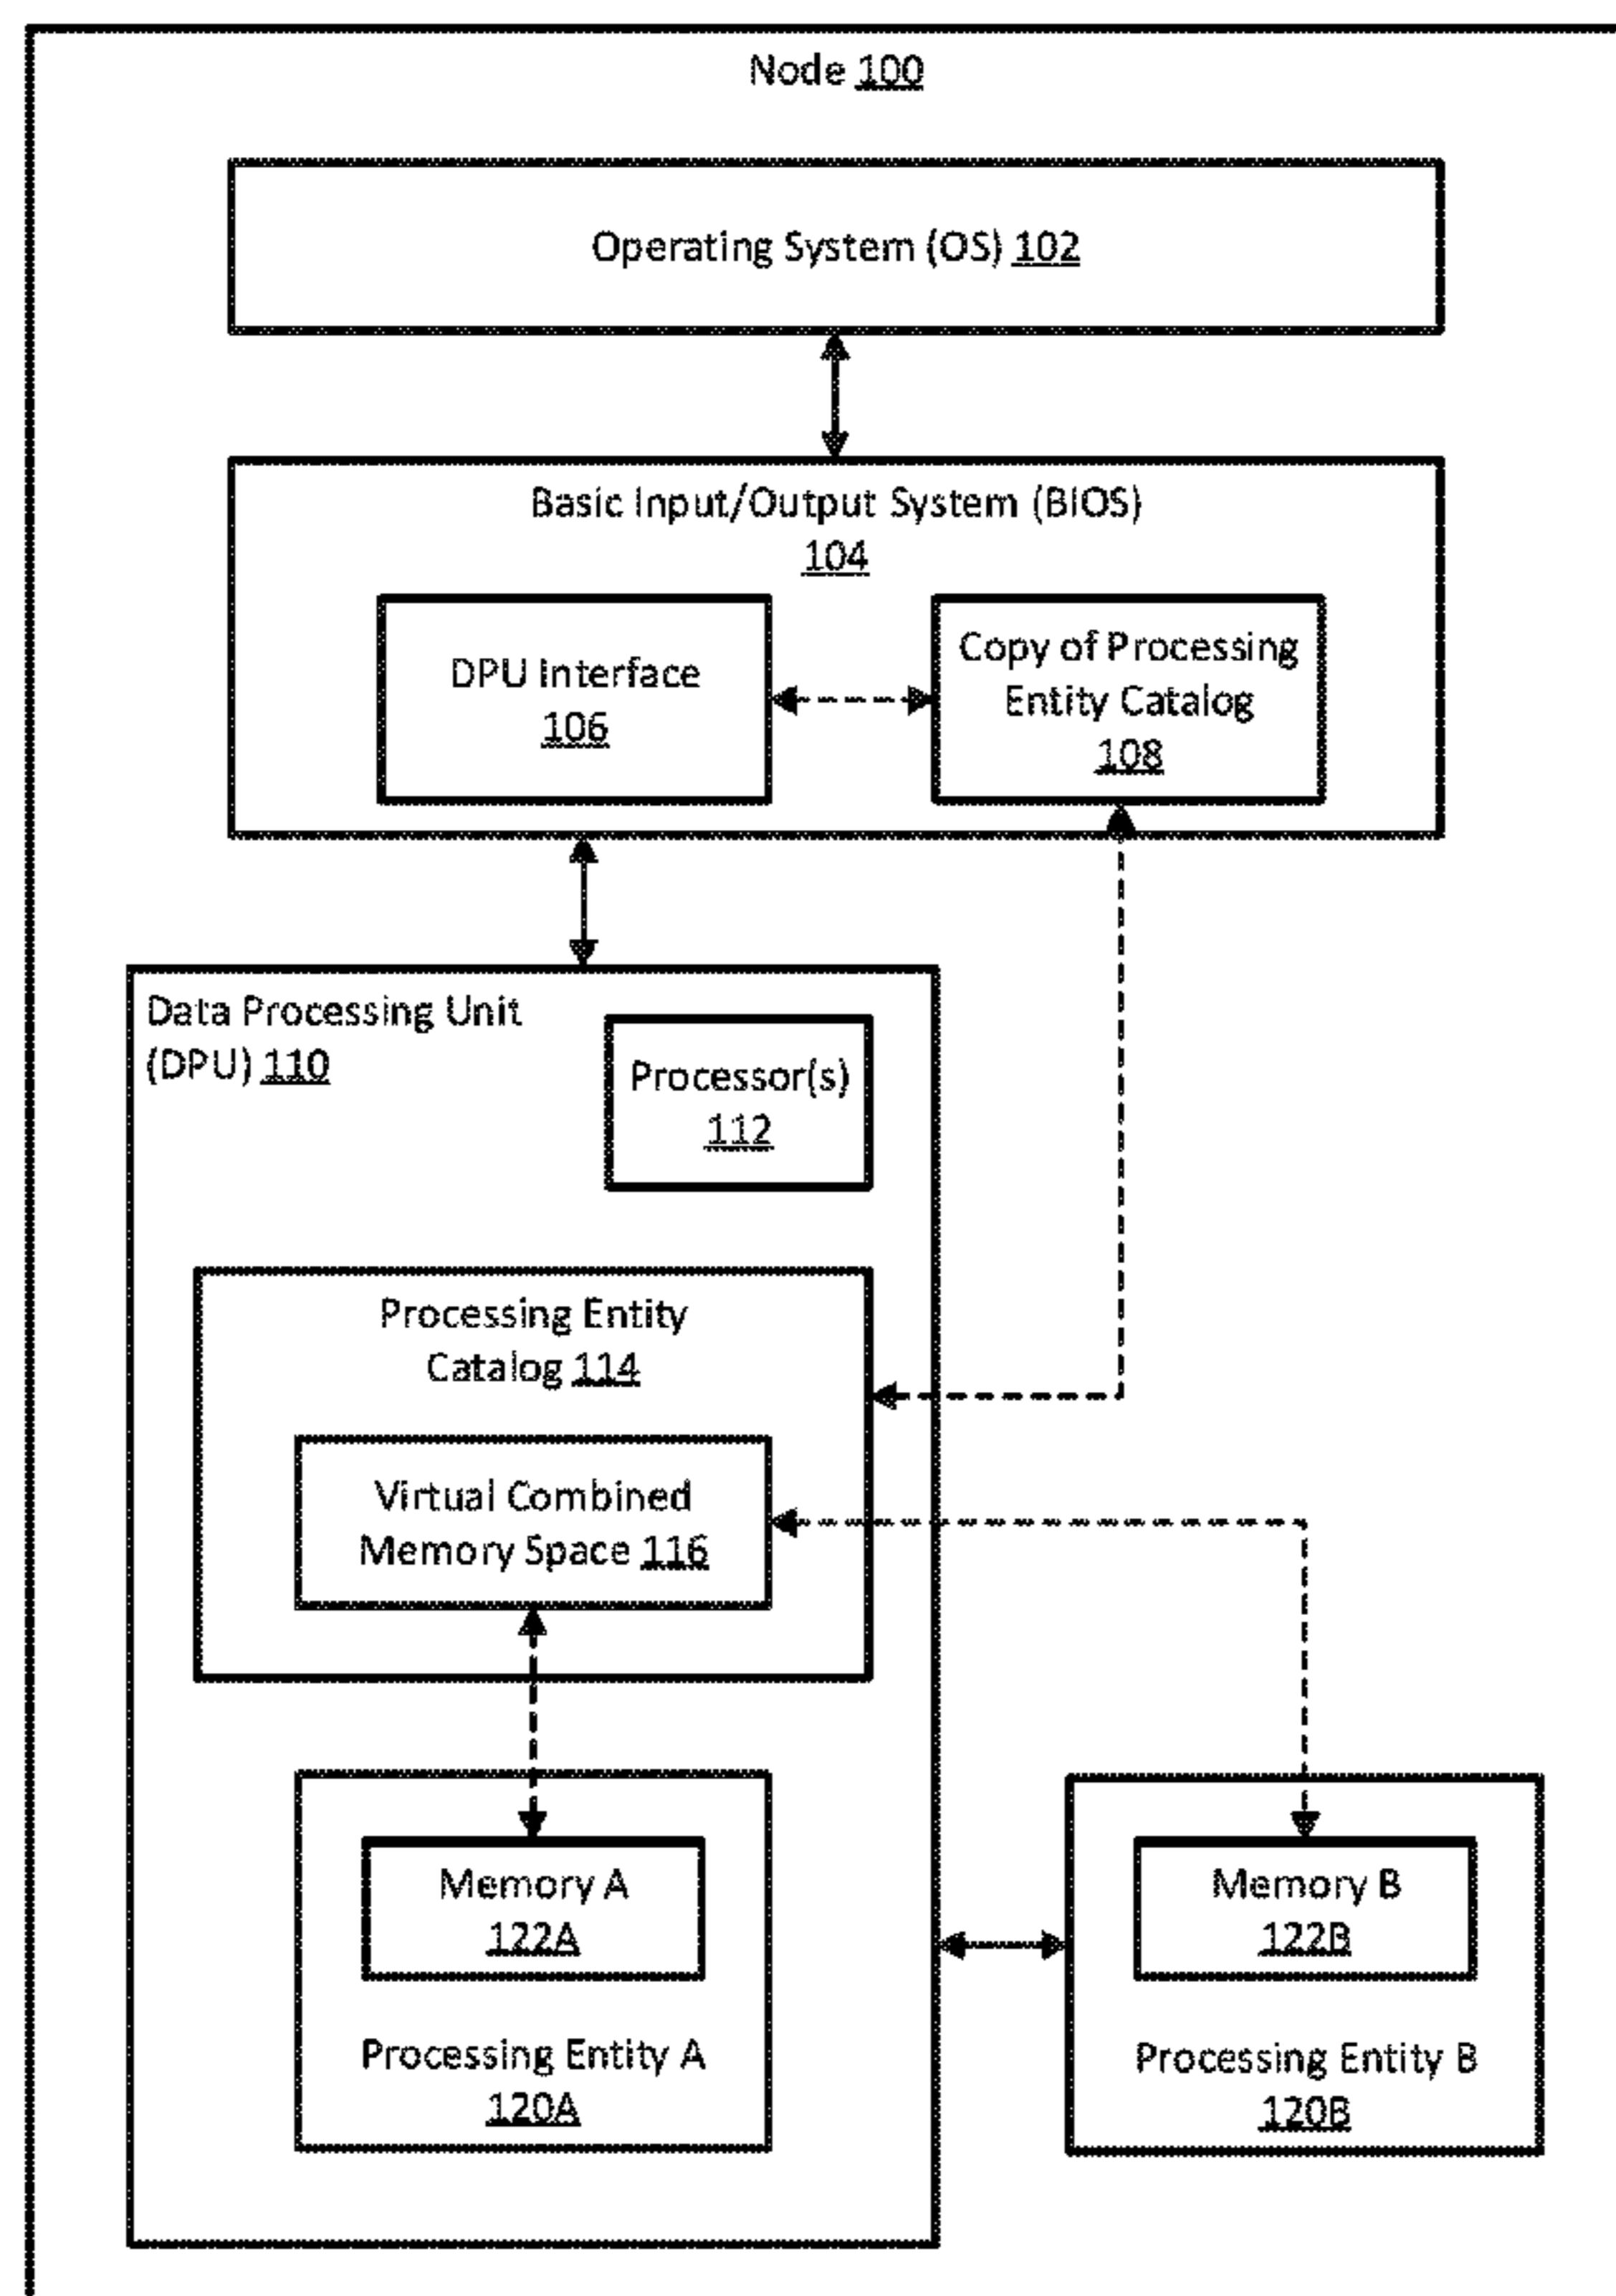 Node 100
Operating System (OS) 102
Basic Input/Output System (BIOS)
104
DPU Interface
106
Copy of Processing
Entity Catalog
108
Data Processing Unit
(DPU) 110
Processor(s)
112
Processing Entity
Catalog 114
Virtual Combined
Memory Space 116
Memory A
122A
Processing Entity A
120A
Memory B
122B
Processing Entity B
120B